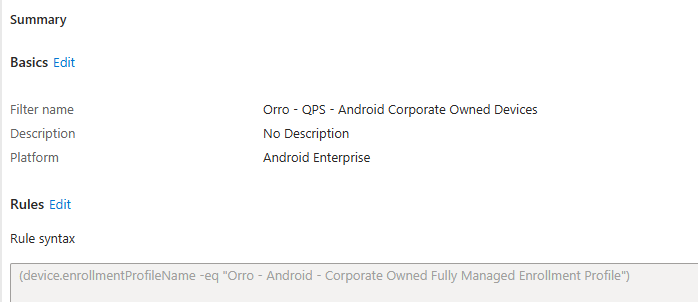 Summary
Basics Edit
Filter name Orro - QPS - Android Corporate Owned Devices
Description No Description
Platform Android Enterprise
Rules Edit
Rule syntax
(device.enrollmentProfileName -eq "Orro - Android - Corporate Owned Fully Managed Enrollment Profile")